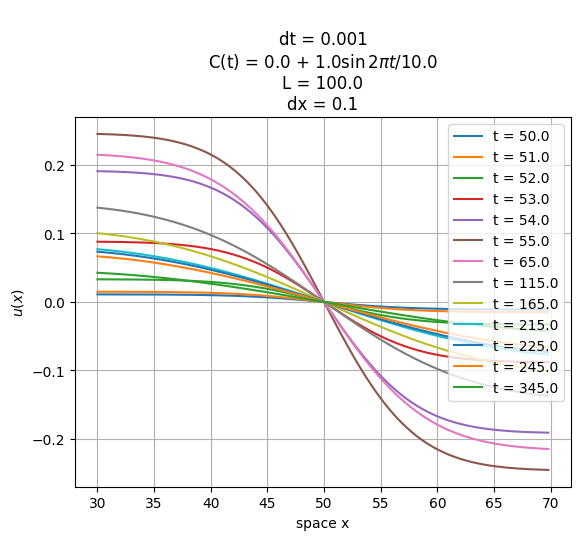 dt = 0.001
C(t) = 0.0 + 1.0sin 2πt/10.0
L = 100.0
dx = 0.1
0.2
0.1
0.0
−0.1
−0.2
u(x)
t = 50.0
t = 51.0
t = 52.0
t = 53.0
t = 54.0
t = 55.0
t = 65.0
t = 115.0
t = 165.0
t = 215.0
t = 225.0
t = 245.0
t = 345.0
30 35 40 45 50 55 60 65 70
space x